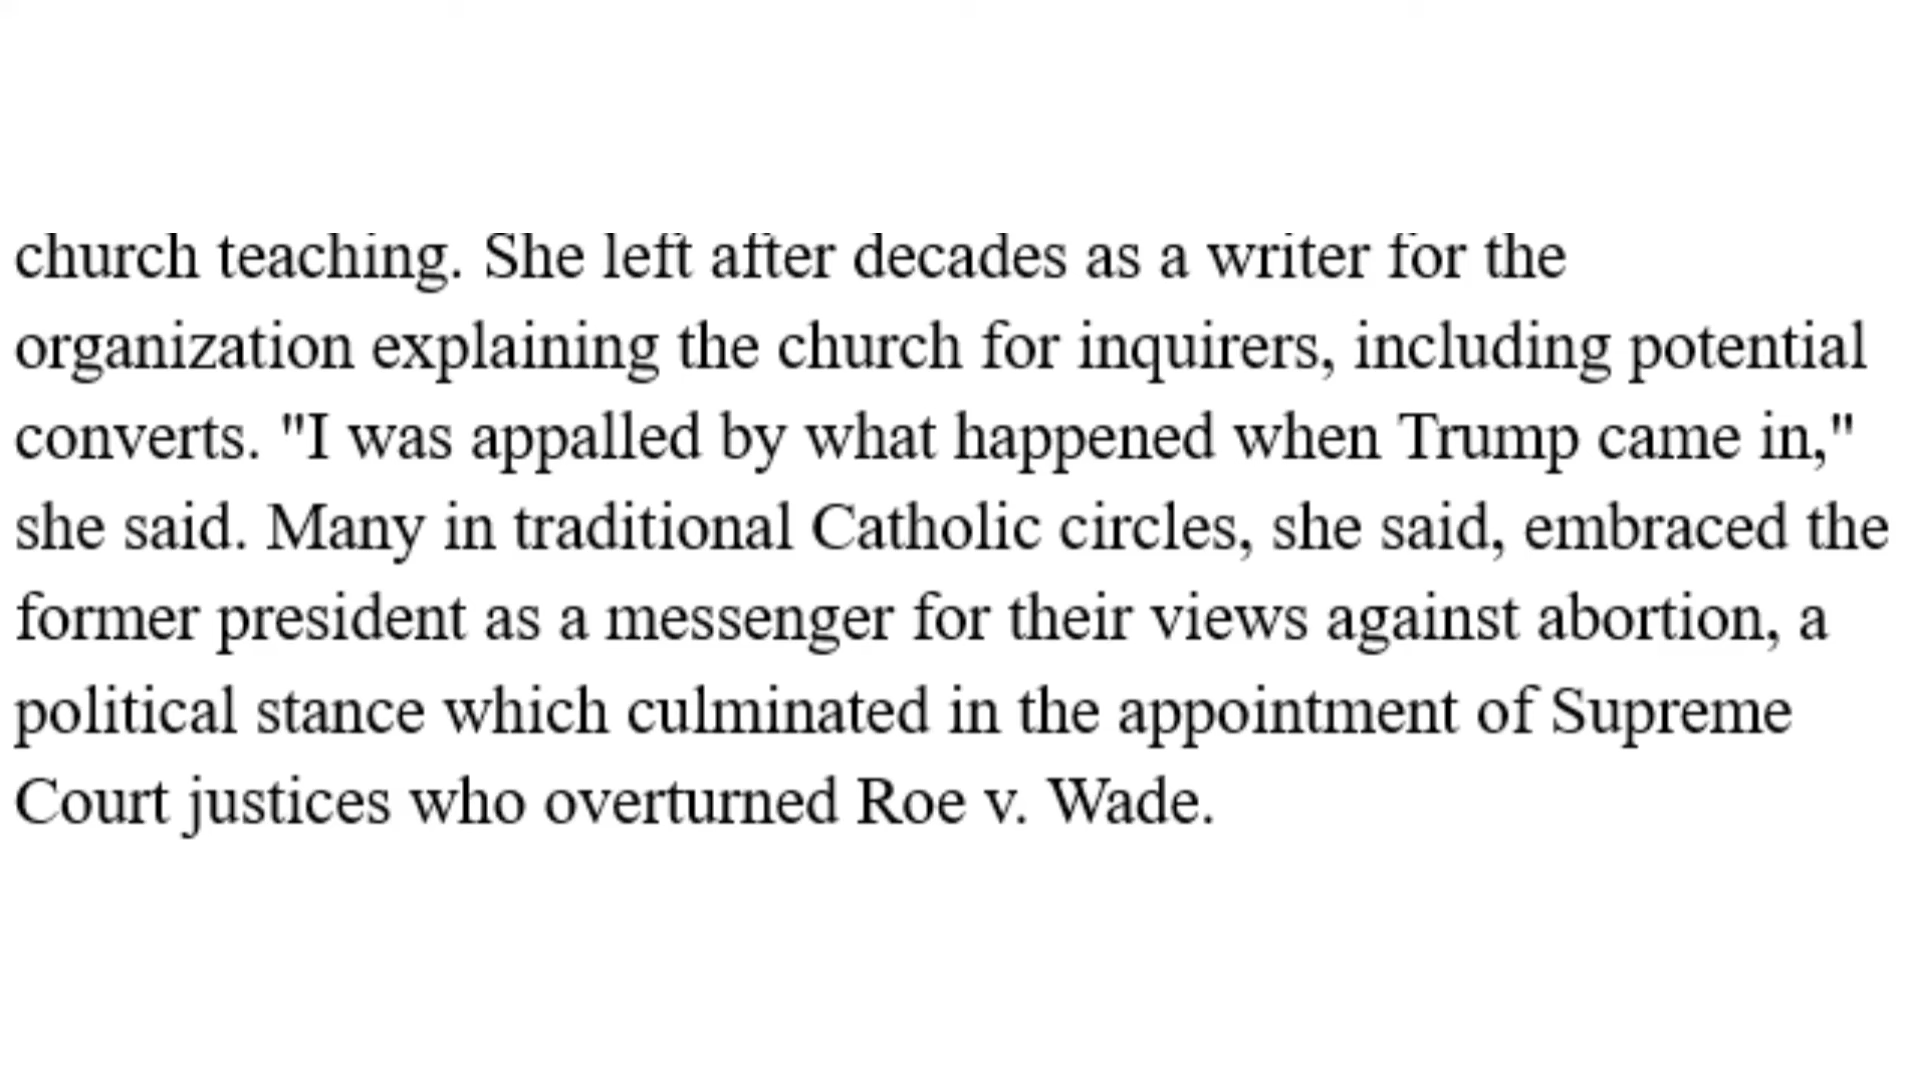 church teaching. She left after decades as a writer for the
organization explaining the church for inquirers, including potential
converts. "I was appalled by what happened when Trump came in,"
she said. Many in traditional Catholic circles, she said, embraced the
former president as a messenger for their views against abortion, a
political stance which culminated in the appointment of Supreme
Court justices who overturned Roe v. Wade.